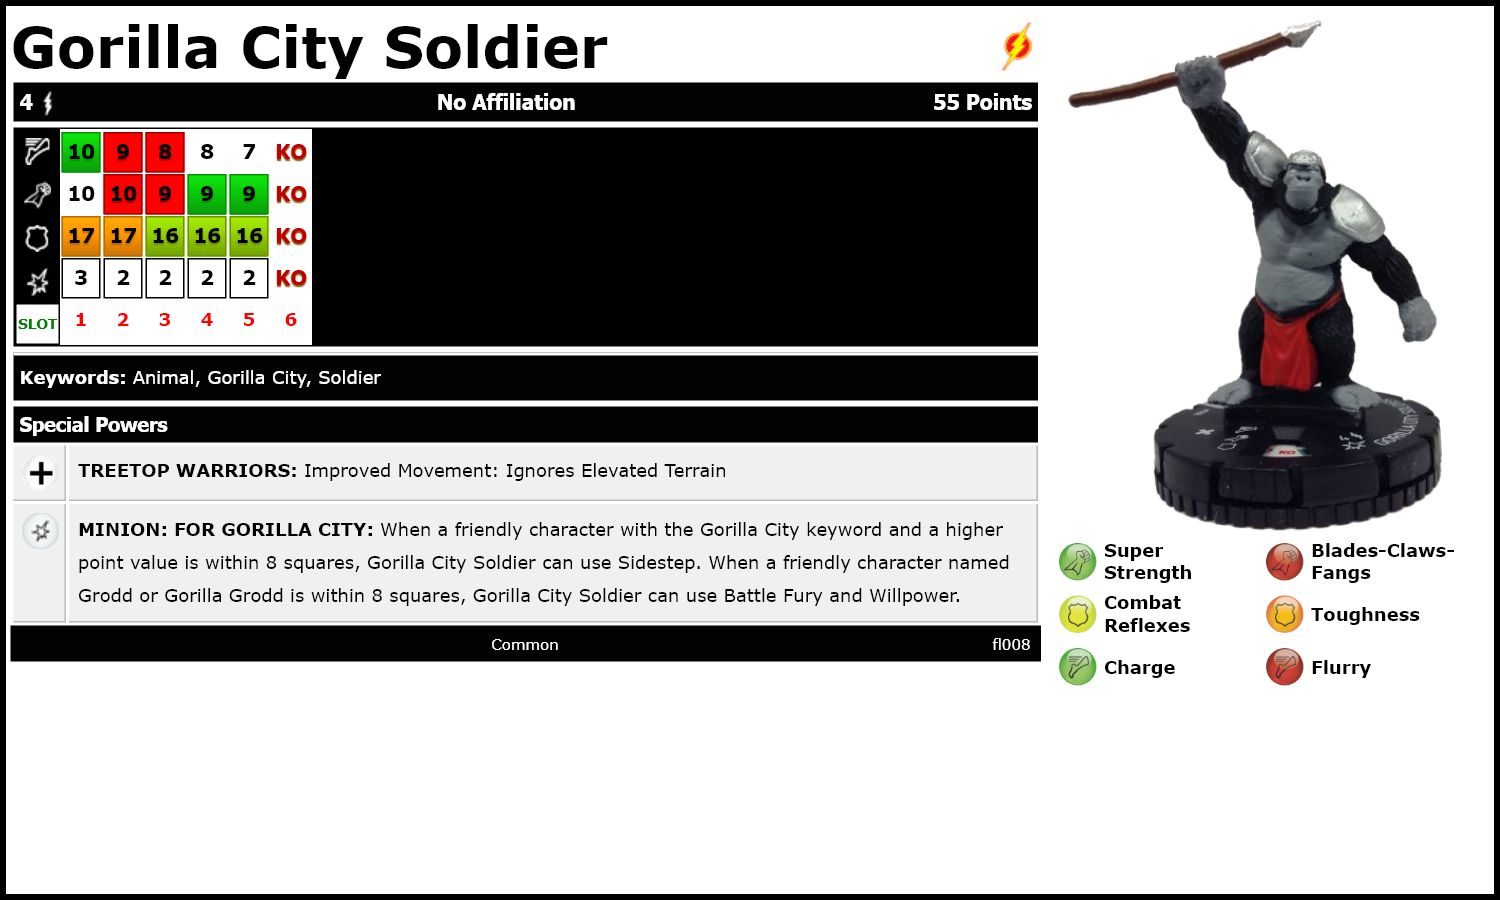 Gorilla City Soldier
4 No Affiliation 55 Points
10 9 8 8 7 KO
10 10 9 9 9 KO
17 17 16 16 16 KO
3 2 2 2 2 KO
SLOT 1 2 3 4 5 6
Keywords: Animal, Gorilla City, Soldier
Special Powers
TREETOP WARRIORS: Improved Movement: Ignores Elevated Terrain
MINION: FOR GORILLA CITY: When a friendly character with the Gorilla City keyword and a higher
point value is within 8 squares, Gorilla City Soldier can use Sidestep. When a friendly character named
Grodd or Gorilla Grodd is within 8 squares, Gorilla City Soldier can use Battle Fury and Willpower.
Common fl008
KO
GORILLA CITY
Super
Strength
Blades-Claws-
Fangs
Combat
Reflexes
Toughness
Charge
Flurry